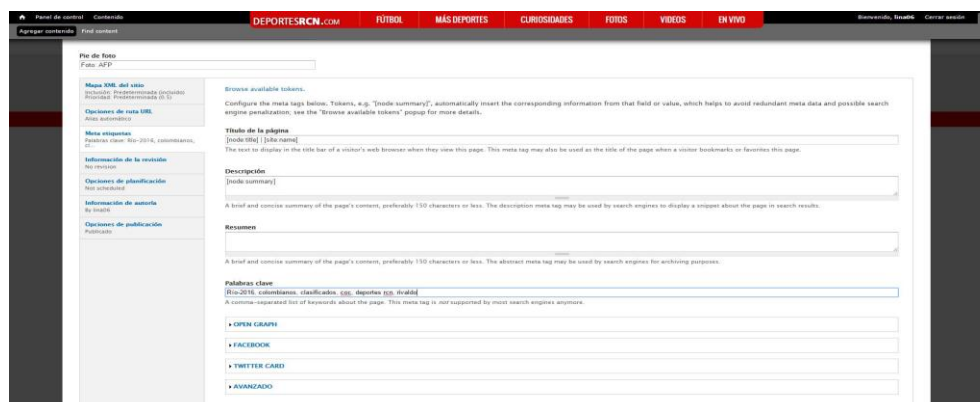 Panel de control Contenido
DEPORTESRCN.COM FÚTBOL MÁS DEPORTES CURIOSIDADES FOTOS VIDEOS EN VIVO
Bienvenido, lina06 Cerrar sesión
Agregar contenido Find content
Pie de foto
Foto: AFP
Mapa XML del sitio
Inclusión: Predeterminada (incluido)
Prioridad: Predeterminada (0.5)
Opciones de ruta URL
Alias automático
Meta etiquetas
Palabras clave: Río-2016, colombianos,
Información de la revisión
No revision
Opciones de planificación
Not scheduled
Información de autoría
By lina06
Opciones de publicación
Publicado
Browse available tokens.
Configure the meta tags below. Tokens, e.g. "[node:summary]", automatically insert the corresponding information from that field or value, which helps to avoid redundant meta data and possible search
engine penalization; see the "Browse available tokens" popup for more details.
Título de la página
[node:title] | [site:name]
The text to display in the title bar of a visitor's web browser when they view this page. This meta tag may also be used as the title of the page when a visitor bookmarks or favorites this page.
Descripción
[node:summary]
A brief and concise summary of the page's content, preferably 150 characters or less. The description meta tag may be used by search engines to display a snippet about the page in search results.
Resumen
A brief and concise summary of the page's content, preferably 150 characters or less. The abstract meta tag may be used by search engines for archiving purposes.
Palabras clave
Río-2016, colombianos, clasificados, coc, deportes rcn, rivaldo
A comma-separated list of keywords about the page. This meta tag is not supported by most search engines anymore.
OPEN GRAPH
FACEBOOK
TWITTER CARD
AVANZADO